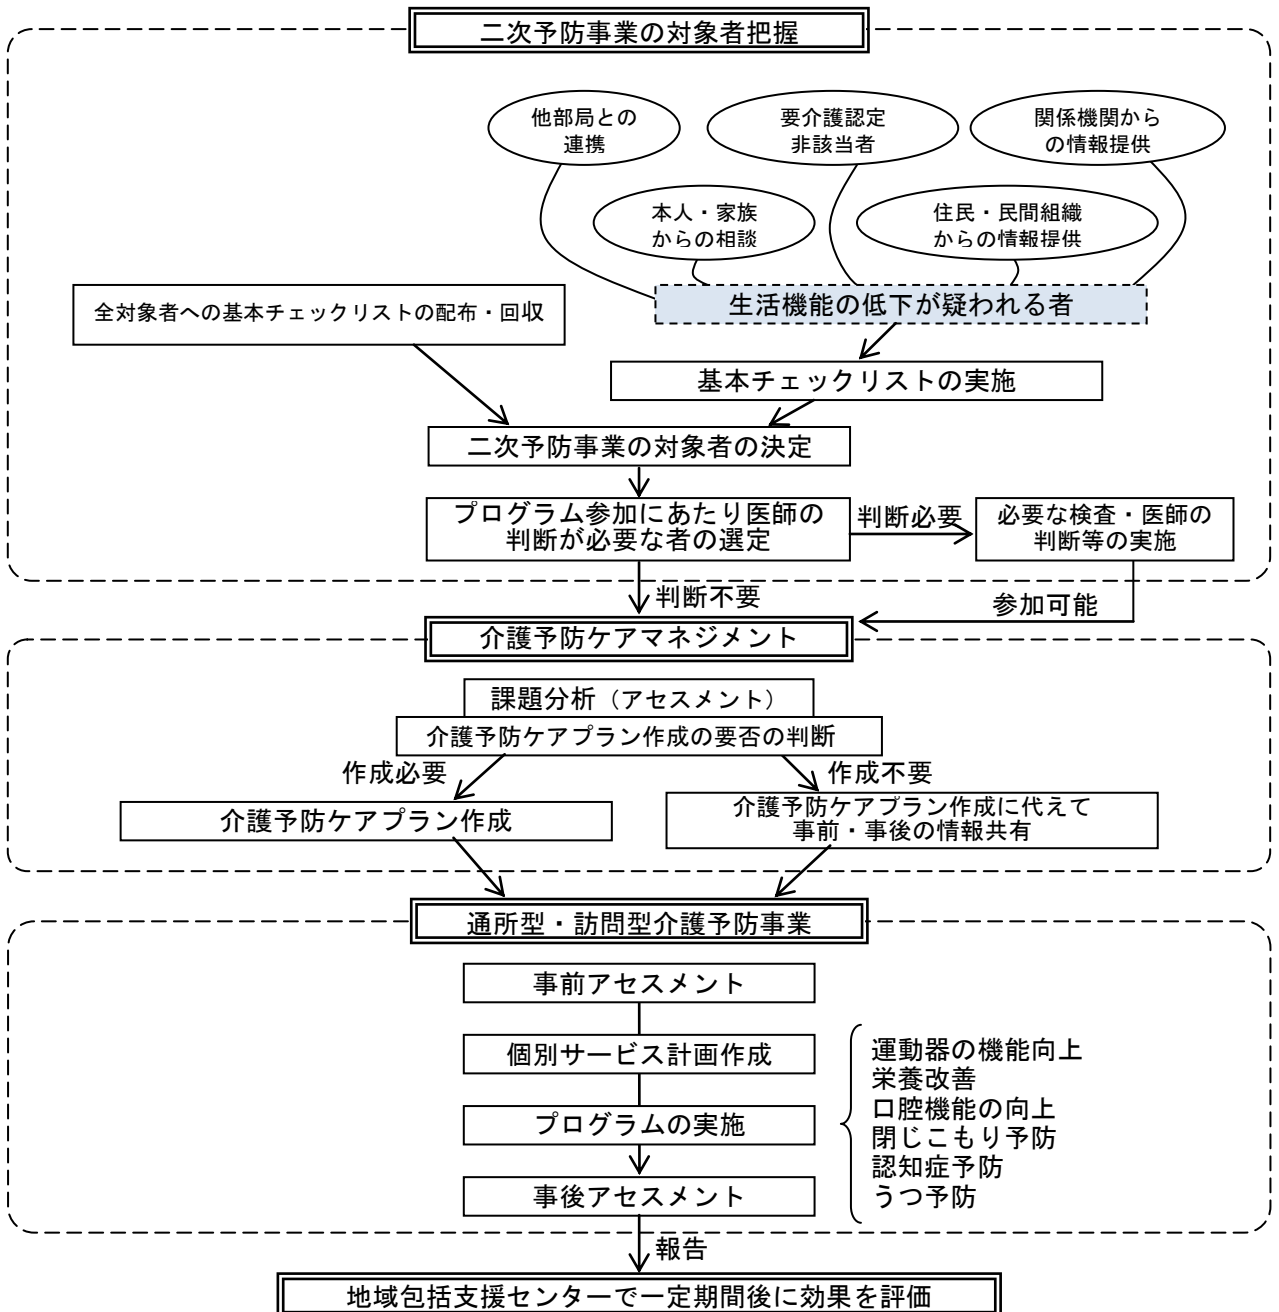 二次予防事業の対象者把握
他部局との
連携
要介護認定
非該当者
関係機関から
の情報提供
本人・家族
からの相談
住民・民間組織
からの情報提供
全対象者への基本チェックリストの配布・回収
生活機能の低下が疑われる者
基本チェックリストの実施
二次予防事業の対象者の決定
プログラム参加にあたり医師の
判断が必要な者の選定
判断必要
必要な検査・医師の
判断等の実施
判断不要
参加可能
介護予防ケアマネジメント
課題分析（アセスメント）
介護予防ケアプラン作成の要否の判断
作成必要
作成不要
介護予防ケアプラン作成
介護予防ケアプラン作成に代えて
事前・事後の情報共有
通所型・訪問型介護予防事業
事前アセスメント
個別サービス計画作成
プログラムの実施
事後アセスメント
運動器の機能向上
栄養改善
口腔機能の向上
閉じこもり予防
認知症予防
うつ予防
報告
地域包括支援センターで一定期間後に効果を評価